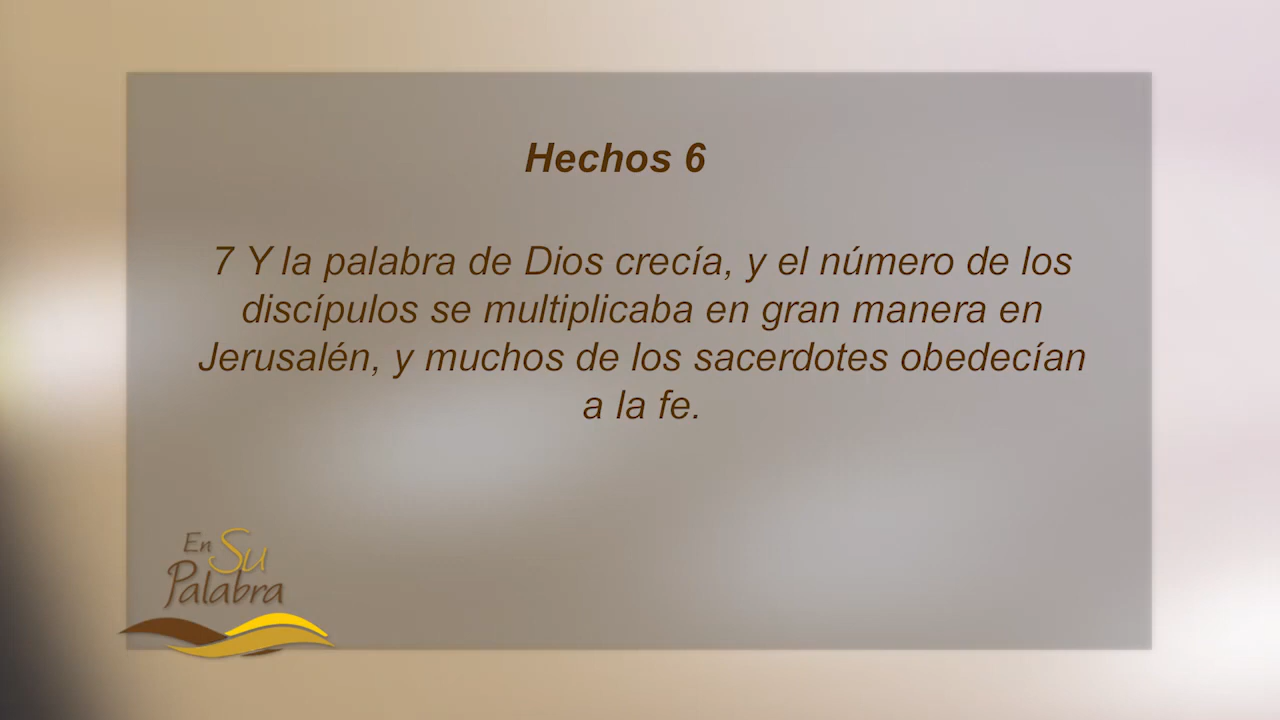 Hechos 6
7 Y la palabra de Dios crecía, y el número de los
discípulos se multiplicaba en gran manera en
Jerusalén, y muchos de los sacerdotes obedecían
a la fe.
En Su
Palabra